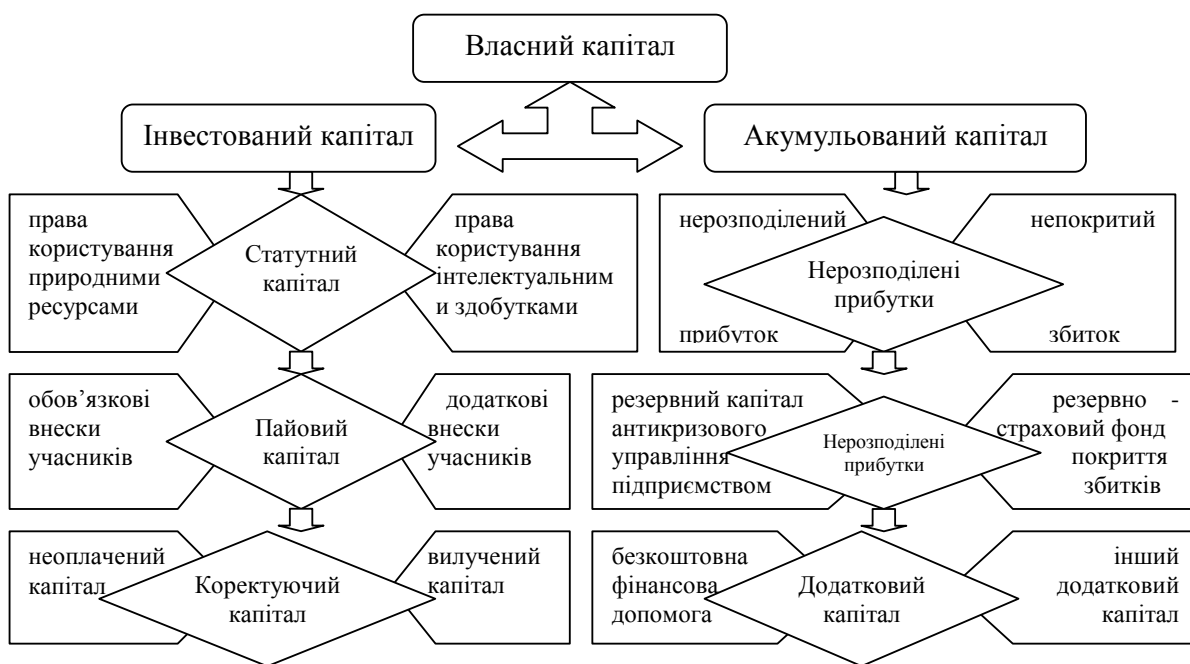 Власний капітал
Інвестований капітал
Акумульований капітал
права
користування
природними
ресурсами
Статутний
капітал
права
користування
інтелектуальним
и здобутками
нерозподілений
прибуток
Нерозподілені
прибутки
непокритий
збиток
обов’язкові
внески
учасників
Пайовий
капітал
додаткові
внески
учасників
резервний капітал
антикризового
управління
підприємством
Нерозподілені
прибутки
резервно -
страховий фонд
покриття
збитків
неоплачений
капітал
Коректуючий
капітал
вилучений
капітал
безкоштовна
фінансова
допомога
Додатковий
капітал
інший
додатковий
капітал